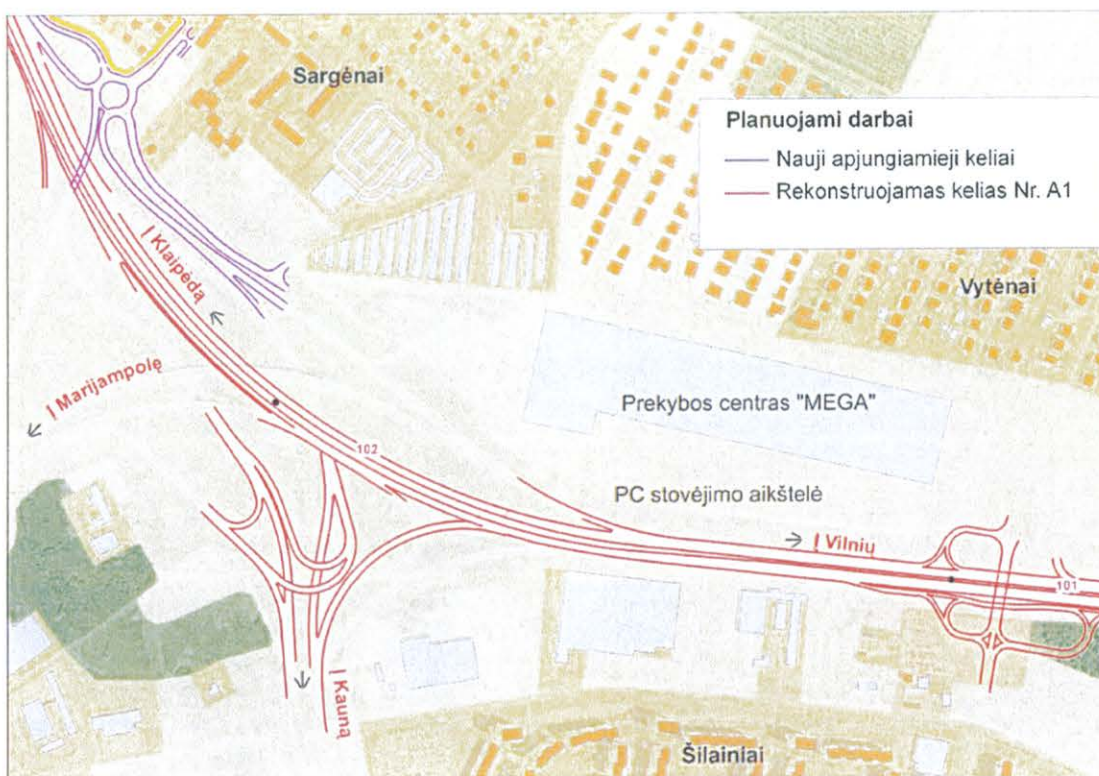 Sargėnai
Planuojami darbai
Nauji apjungiamieji keliai
Rekonstruojamas kelias Nr. A1
Į Klaipėdą
Vytėnai
Į Marijampolę
Prekybos centras "MEGA"
102
PC stovėjimo aikštelė
Į Vilnių
101
Į Kauną
Šilainiai